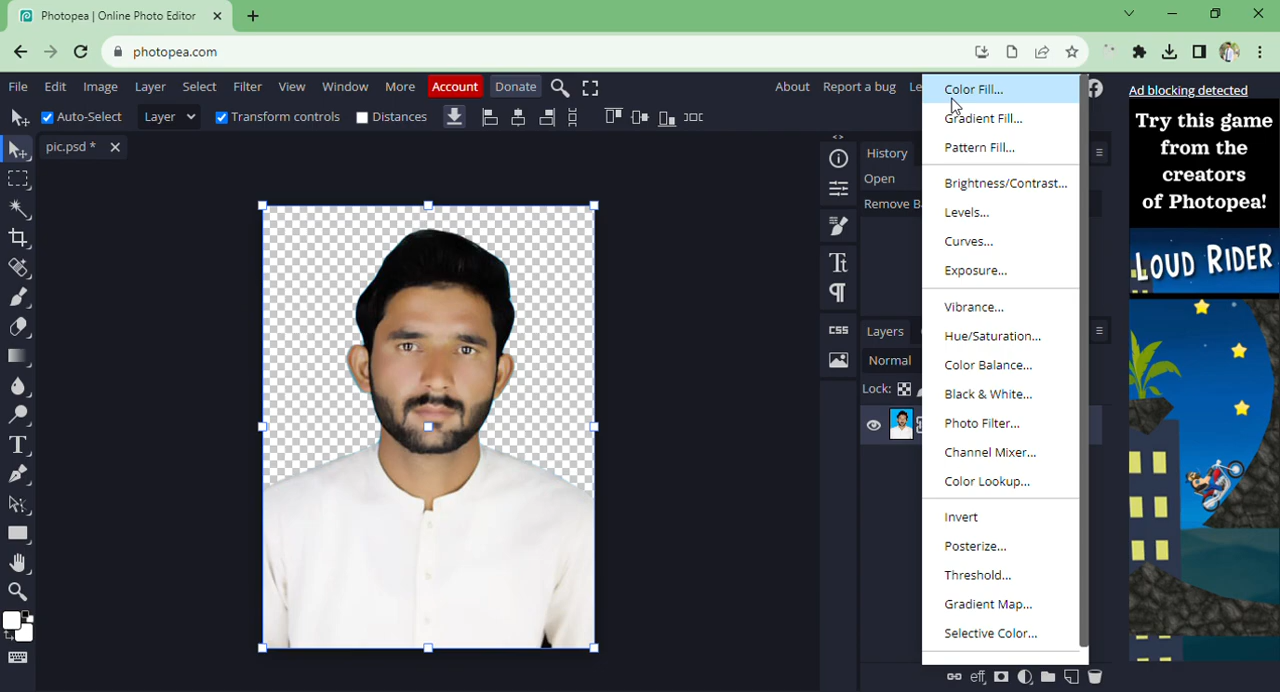 Photopea | Online Photo Editor
photopea.com
File Edit Image Layer Select Filter View Window More Account Donate
About Report a bug Le
Auto-Select Layer Transform controls Distances
pic.psd *
History
Open
Remove Ba
CSS
Layers
Normal
Lock:
Color Fill...
Gradient Fill...
Pattern Fill...
Brightness/Contrast...
Levels...
Curves...
Exposure...
Vibrance...
Hue/Saturation...
Color Balance...
Black & White...
Photo Filter...
Channel Mixer...
Color Lookup...
Invert
Posterize...
Threshold...
Gradient Map...
Selective Color...
eff
Ad blocking detected
Try this game
from the
creators
of Photopea!
LOUD RIDER